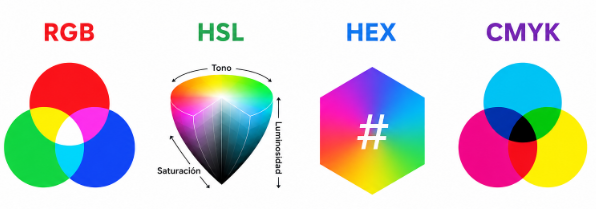 RGB
HSL
HEX
CMYK
Tono
Saturación
Luminosidad
#